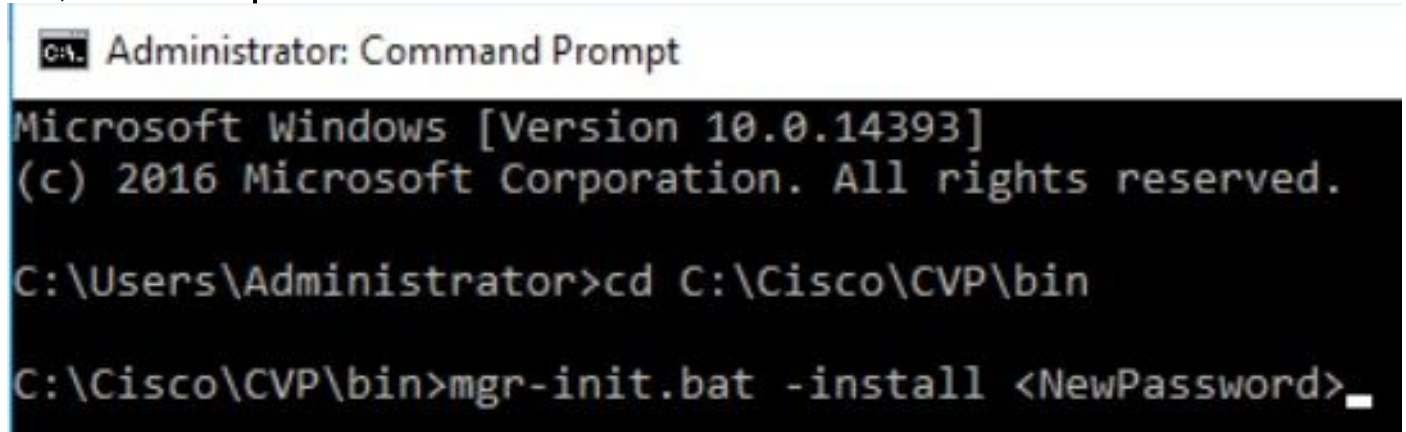 Administrator: Command Prompt
Microsoft Windows [Version 10.0.14393]
(c) 2016 Microsoft Corporation. All rights reserved.
C:\Users\Administrator>cd C:\Cisco\CVP\bin
C:\Cisco\CVP\bin>mgr-init.bat -install <NewPassword>